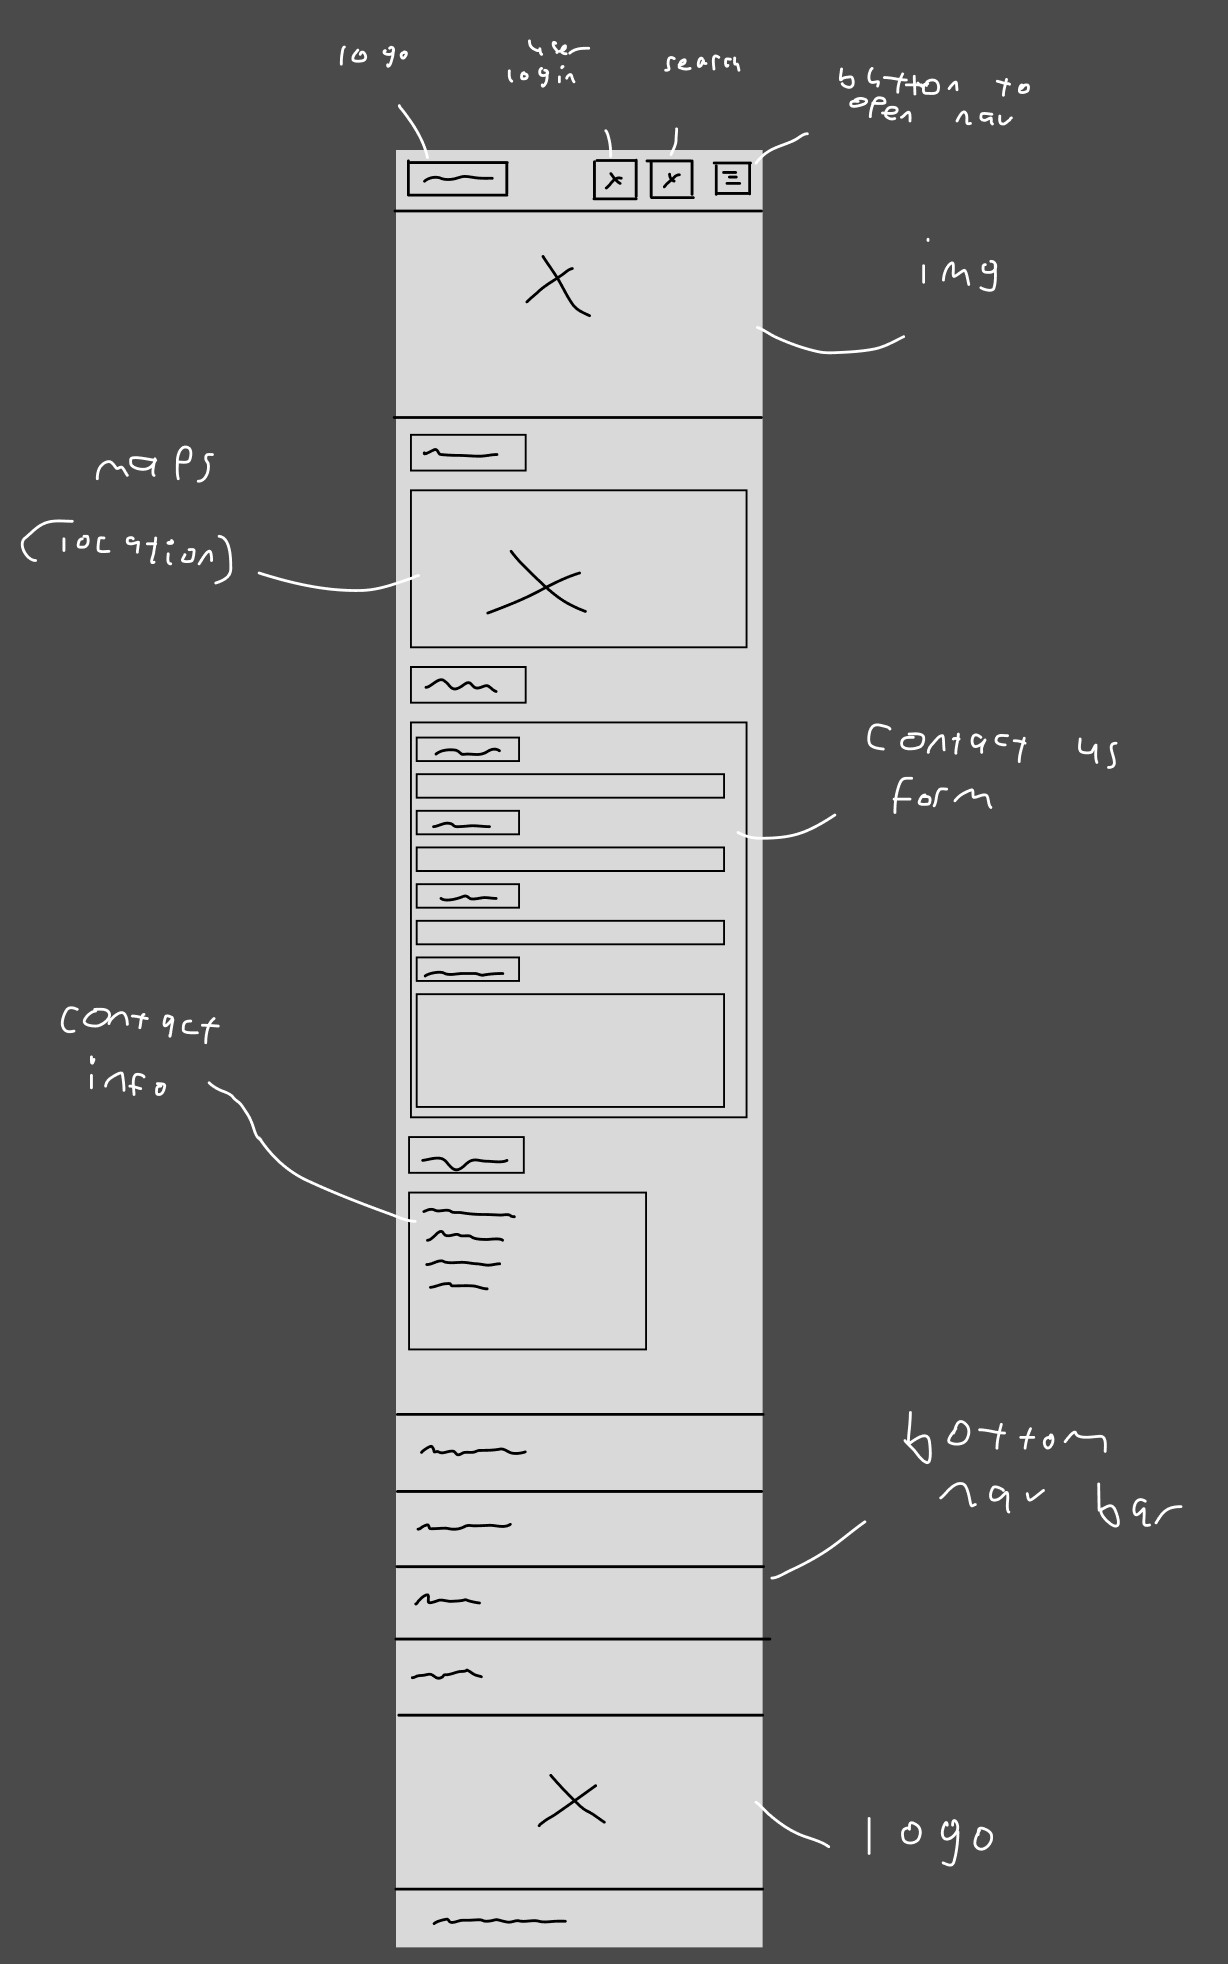 logo
user
login
search
button to
open nav
img
maps
(location)
contact us
form
contact
info
bottom
nav bar
logo